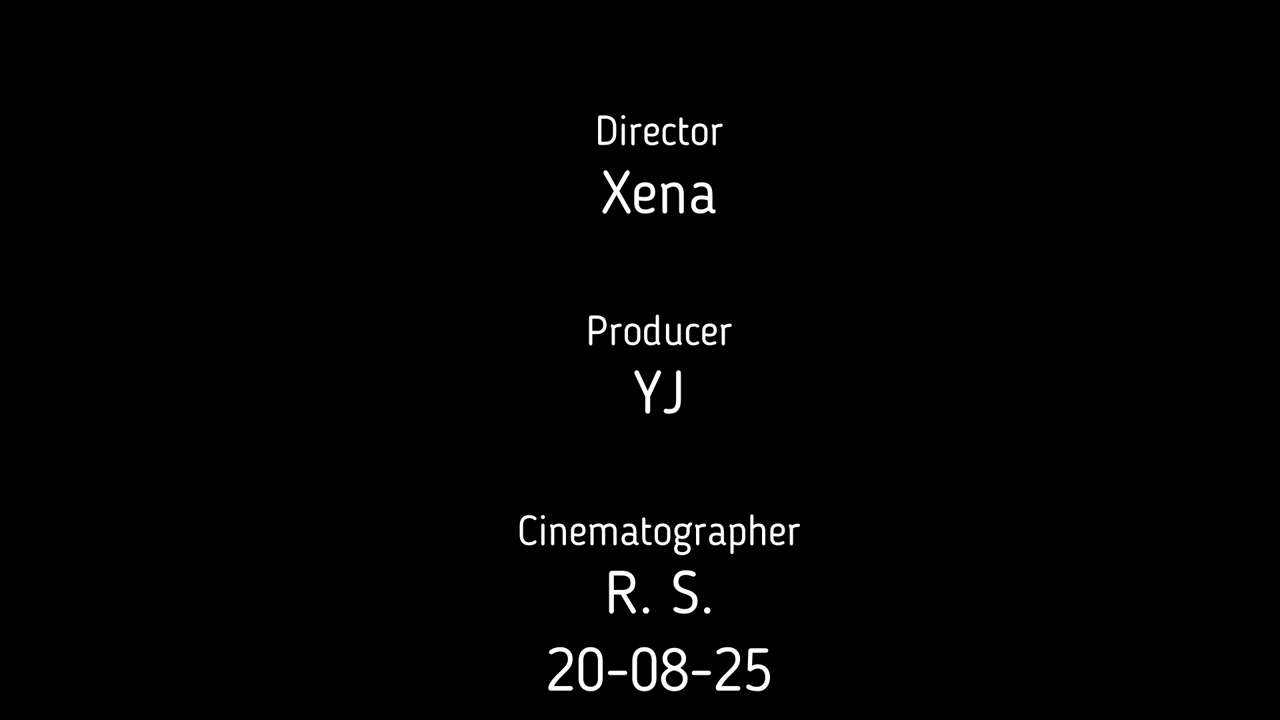 Director
Xena
Producer
YJ
Cinematographer
R. S.
20-08-25